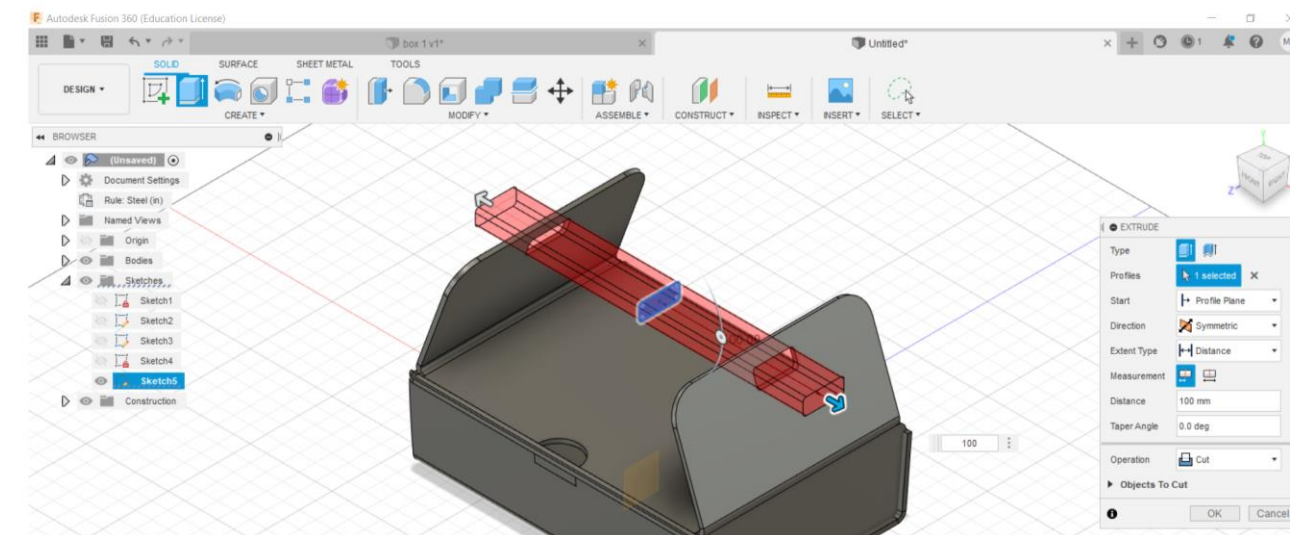 Autodesk Fusion 360 (Education License)
box 1 v1*
Untitled*
1
SOLID SURFACE SHEET METAL TOOLS
DESIGN
CREATE MODIFY ASSEMBLE CONSTRUCT INSPECT INSERT SELECT
BROWSER
(Unsaved)
Document Settings
Rule: Steel (in)
Named Views
Origin
Bodies
Sketches
Sketch1
Sketch2
Sketch3
Sketch4
Sketch5
Construction
TOP
FRONT
Z
100
EXTRUDE
Type
Profiles 1 selected
Start Profile Plane
Direction Symmetric
Extent Type Distance
Measurement
Distance 100 mm
Taper Angle 0.0 deg
Operation Cut
Objects To Cut
OK Cancel